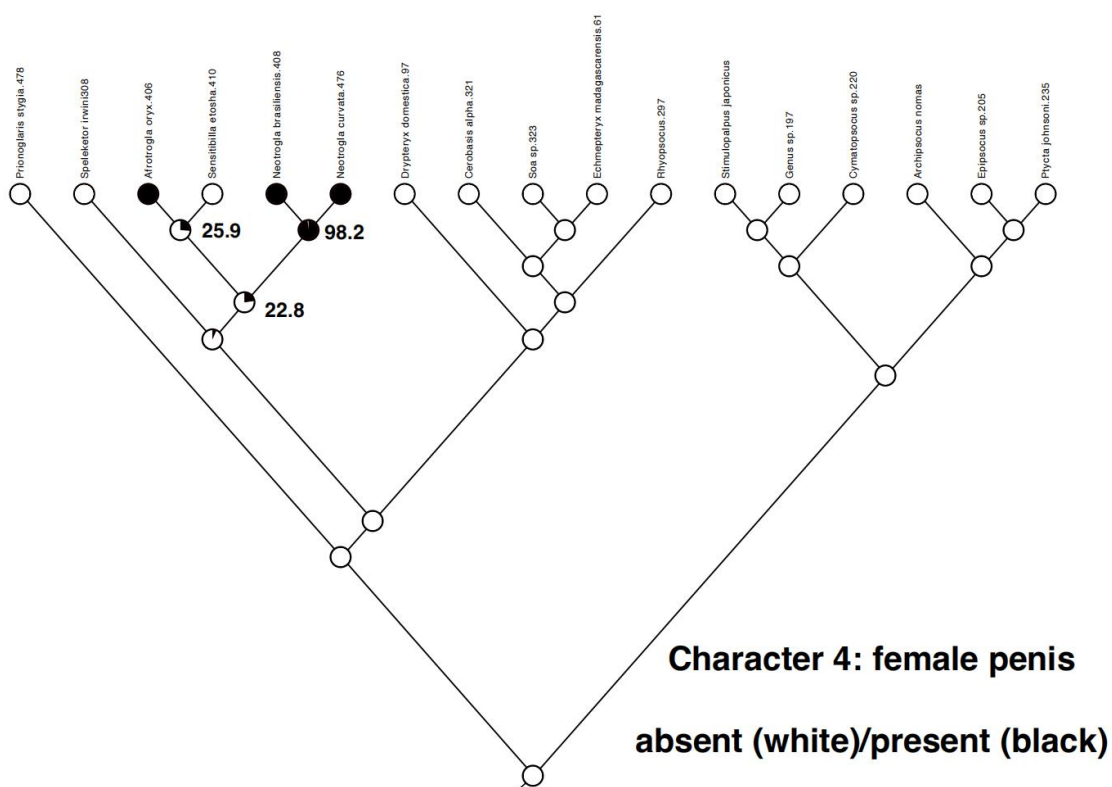 Prionoglaris stygia.478
Speleketor irwini308
Afrotrogla oryx.406
Sensitibilla etosha.410
Neotrogla brasiliensis.408
Neotrogla curvata.476
Drypteryx domestica.97
Cerobasis alpha.321
Soa sp.323
Echmepteryx madagascarensis.61
Rhyopsocus.297
Stimulopalpus japonicus
Genus sp.197
Cymatopsocus sp.220
Archipsocus nomas
Epipsocus sp.205
Ptycta johnsoni.235
25.9
98.2
22.8
Character 4: female penis
absent (white)/present (black)